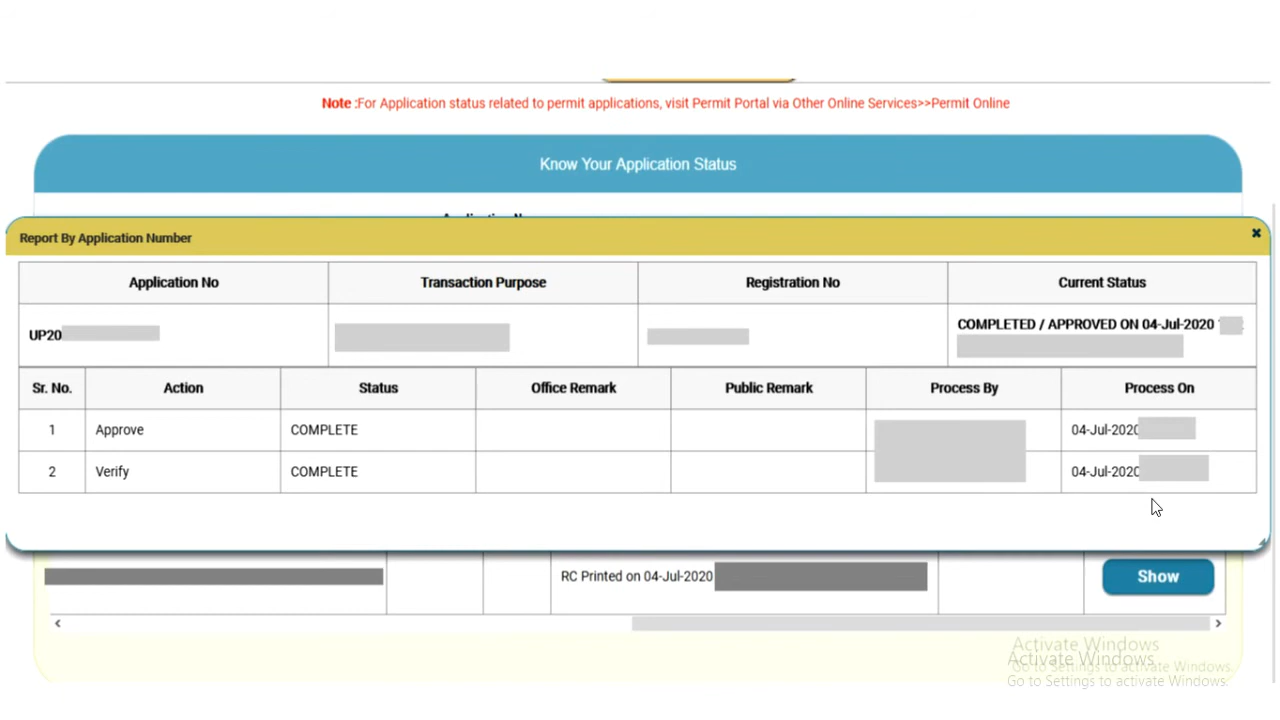 Note :For Application status related to permit applications, visit Permit Portal via Other Online Services>>Permit Online
Know Your Application Status
Report By Application Number
Application No Transaction Purpose Registration No Current Status
UP20 COMPLETED / APPROVED ON 04-Jul-2020
Sr. No. Action Status Office Remark Public Remark Process By Process On
1 Approve COMPLETE 04-Jul-2020
2 Verify COMPLETE 04-Jul-2020
RC Printed on 04-Jul-2020 Show
Activate Windows
Activate Windows
Go to Settings to activate Windows.
Go to Settings to activate Windows.